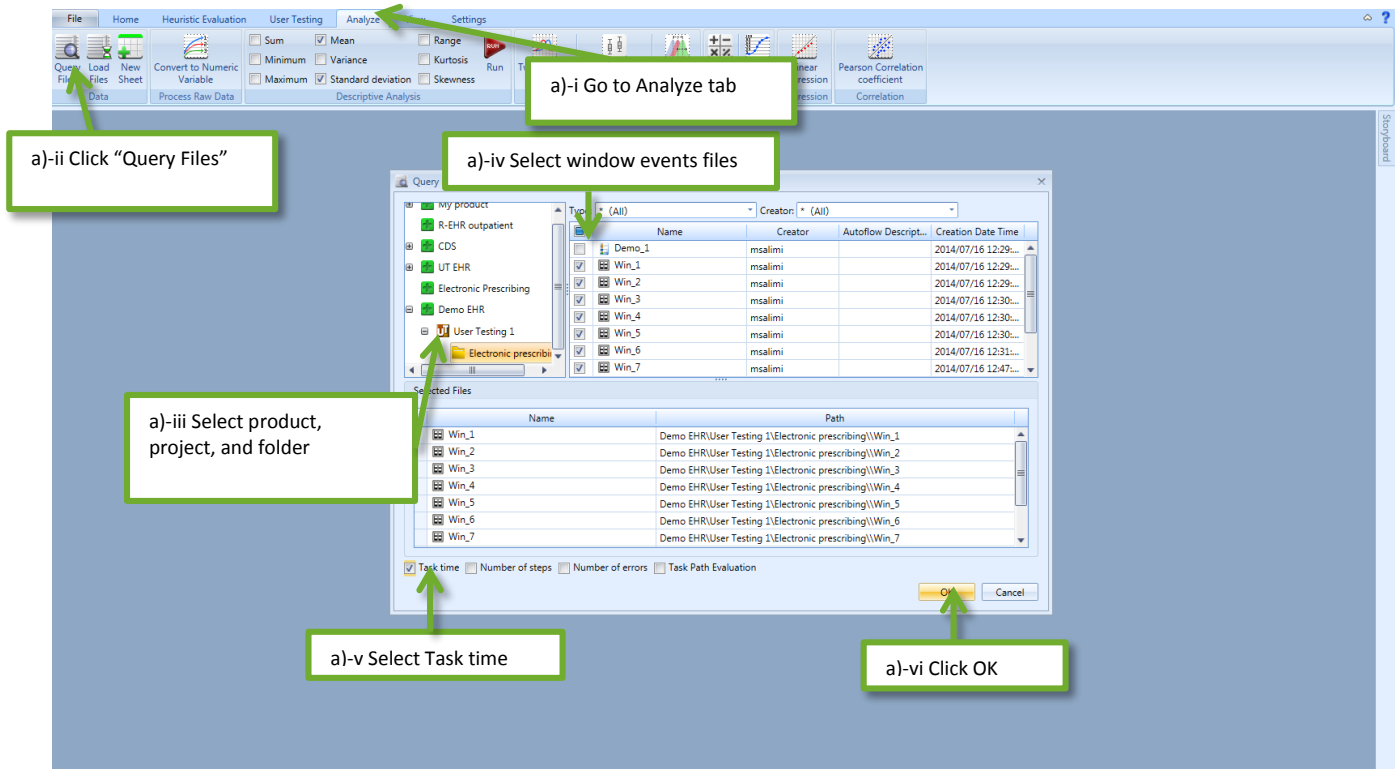 File Home Heuristic Evaluation User Testing Analyze View Settings
?
Sum Mean Range
Minimum Variance Kurtosis
Maximum Standard deviation Skewness
Query Files
Load Files
New Sheet
Convert to Numeric Variable
Run
Pearson Correlation coefficient
Data Process Raw Data Descriptive Analysis Correlation
a)-i Go to Analyze tab
a)-ii Click “Query Files”
a)-iv Select window events files
Storyboard
Query
My product
R-EHR outpatient
CDS
UT EHR
Electronic Prescribing
Demo EHR
User Testing 1
Electronic prescribi
Type: * (All) Creator: * (All)
Name Creator Autoflow Descript... Creation Date Time
Demo_1 msalimi 2014/07/16 12:29:...
Win_1 msalimi 2014/07/16 12:29:...
Win_2 msalimi 2014/07/16 12:29:...
Win_3 msalimi 2014/07/16 12:30:...
Win_4 msalimi 2014/07/16 12:30:...
Win_5 msalimi 2014/07/16 12:30:...
Win_6 msalimi 2014/07/16 12:31:...
Win_7 msalimi 2014/07/16 12:47:...
Selected Files
Name Path
Win_1 Demo EHR\User Testing 1\Electronic prescribing\\Win_1
Win_2 Demo EHR\User Testing 1\Electronic prescribing\\Win_2
Win_3 Demo EHR\User Testing 1\Electronic prescribing\\Win_3
Win_4 Demo EHR\User Testing 1\Electronic prescribing\\Win_4
Win_5 Demo EHR\User Testing 1\Electronic prescribing\\Win_5
Win_6 Demo EHR\User Testing 1\Electronic prescribing\\Win_6
Win_7 Demo EHR\User Testing 1\Electronic prescribing\\Win_7
a)-iii Select product,
project, and folder
Task time Number of steps Number of errors Task Path Evaluation
OK Cancel
a)-v Select Task time
a)-vi Click OK